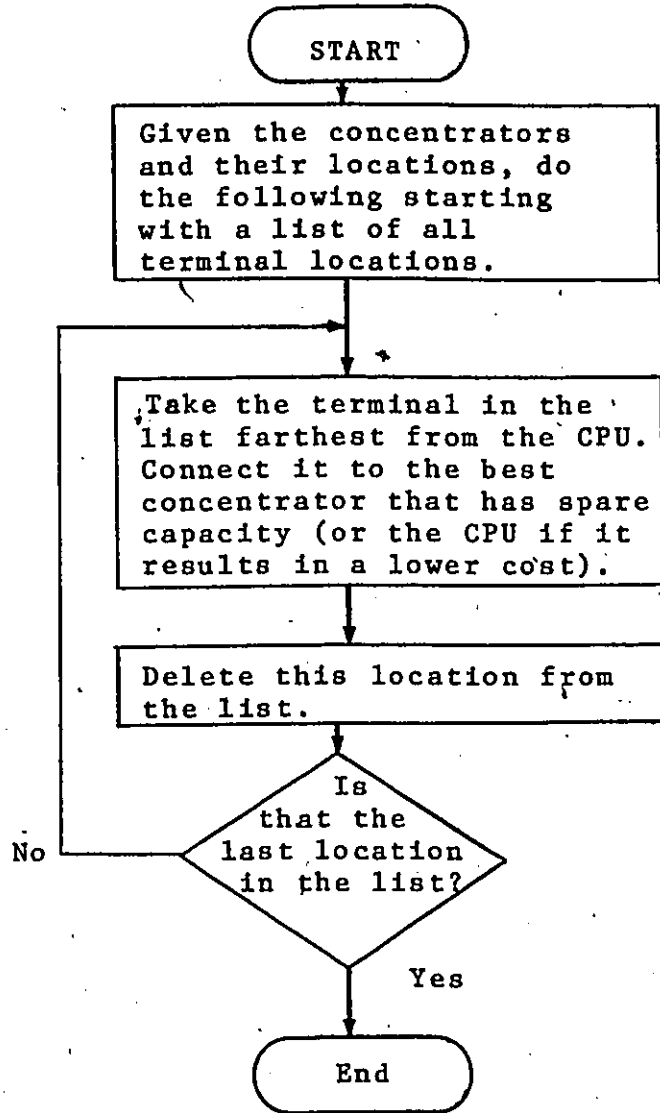 START
Given the concentrators
and their locations, do
the following starting
with a list of all
terminal locations.
Take the terminal in the
list farthest from the CPU.
Connect it to the best
concentrator that has spare
capacity (or the CPU if it
results in a lower cost).
Delete this location from
the list.
Is
that the
last location
in the list?
No
Yes
End